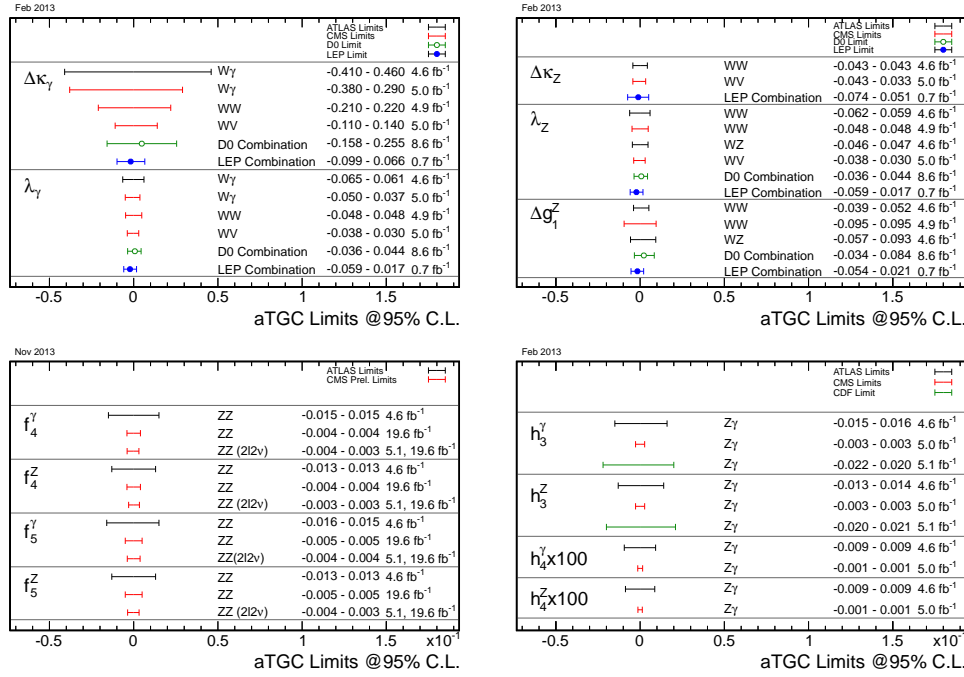 Feb 2013
ATLAS Limits
CMS Limits
D0 Limit
LEP Limit
Δκγ
Wγ -0.410 - 0.460 4.6 fb-1
Wγ -0.380 - 0.290 5.0 fb-1
WW -0.210 - 0.220 4.9 fb-1
WV -0.110 - 0.140 5.0 fb-1
D0 Combination -0.158 - 0.255 8.6 fb-1
LEP Combination -0.099 - 0.066 0.7 fb-1
λγ
Wγ -0.065 - 0.061 4.6 fb-1
Wγ -0.050 - 0.037 5.0 fb-1
WW -0.048 - 0.048 4.9 fb-1
WV -0.038 - 0.030 5.0 fb-1
D0 Combination -0.036 - 0.044 8.6 fb-1
LEP Combination -0.059 - 0.017 0.7 fb-1
-0.5 0 0.5 1 1.5
aTGC Limits @95% C.L.
Feb 2013
ATLAS Limits
CMS Limits
D0 Limit
LEP Limit
ΔκZ
WW -0.043 - 0.043 4.6 fb-1
WV -0.043 - 0.033 5.0 fb-1
LEP Combination -0.074 - 0.051 0.7 fb-1
λZ
WW -0.062 - 0.059 4.6 fb-1
WW -0.048 - 0.048 4.9 fb-1
WZ -0.046 - 0.047 4.6 fb-1
WV -0.038 - 0.030 5.0 fb-1
D0 Combination -0.036 - 0.044 8.6 fb-1
LEP Combination -0.059 - 0.017 0.7 fb-1
Δg1Z
WW -0.039 - 0.052 4.6 fb-1
WW -0.095 - 0.095 4.9 fb-1
WZ -0.057 - 0.093 4.6 fb-1
D0 Combination -0.034 - 0.084 8.6 fb-1
LEP Combination -0.054 - 0.021 0.7 fb-1
-0.5 0 0.5 1 1.5
aTGC Limits @95% C.L.
Nov 2013
ATLAS Limits
CMS Prel. Limits
f4γ
ZZ -0.015 - 0.015 4.6 fb-1
ZZ -0.004 - 0.004 19.6 fb-1
ZZ (2l2ν) -0.004 - 0.003 5.1, 19.6 fb-1
f4Z
ZZ -0.013 - 0.013 4.6 fb-1
ZZ -0.004 - 0.004 19.6 fb-1
ZZ (2l2ν) -0.003 - 0.003 5.1, 19.6 fb-1
f5γ
ZZ -0.016 - 0.015 4.6 fb-1
ZZ -0.005 - 0.005 19.6 fb-1
ZZ(2l2ν) -0.004 - 0.004 5.1, 19.6 fb-1
f5Z
ZZ -0.013 - 0.013 4.6 fb-1
ZZ -0.005 - 0.005 19.6 fb-1
ZZ (2l2ν) -0.004 - 0.003 5.1, 19.6 fb-1
-0.5 0 0.5 1 1.5 x10-1
aTGC Limits @95% C.L.
Feb 2013
ATLAS Limits
CMS Limits
CDF Limit
h3γ
Zγ -0.015 - 0.016 4.6 fb-1
Zγ -0.003 - 0.003 5.0 fb-1
Zγ -0.022 - 0.020 5.1 fb-1
h3Z
Zγ -0.013 - 0.014 4.6 fb-1
Zγ -0.003 - 0.003 5.0 fb-1
Zγ -0.020 - 0.021 5.1 fb-1
h4γx100
Zγ -0.009 - 0.009 4.6 fb-1
Zγ -0.001 - 0.001 5.0 fb-1
h4Zx100
Zγ -0.009 - 0.009 4.6 fb-1
Zγ -0.001 - 0.001 5.0 fb-1
-0.5 0 0.5 1 1.5 x10-1
aTGC Limits @95% C.L.